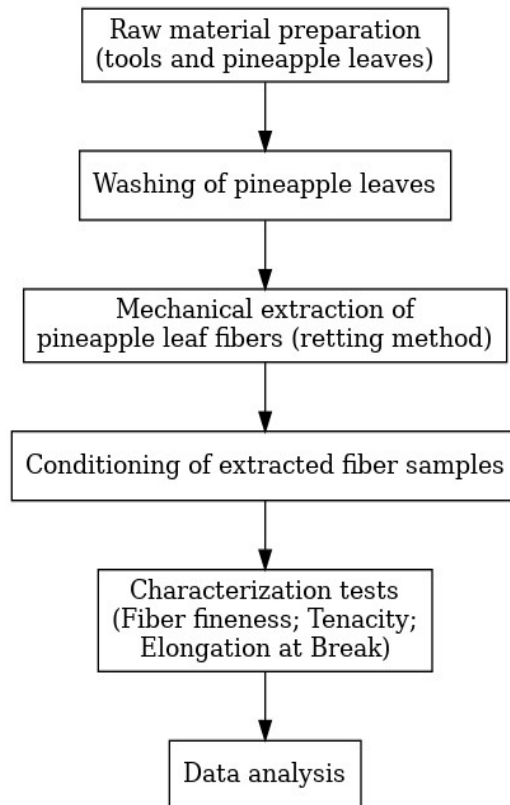 Raw material preparation
(tools and pineapple leaves)
Washing of pineapple leaves
Mechanical extraction of
pineapple leaf fibers (retting method)
Conditioning of extracted fiber samples
Characterization tests
(Fiber fineness; Tenacity;
Elongation at Break)
Data analysis